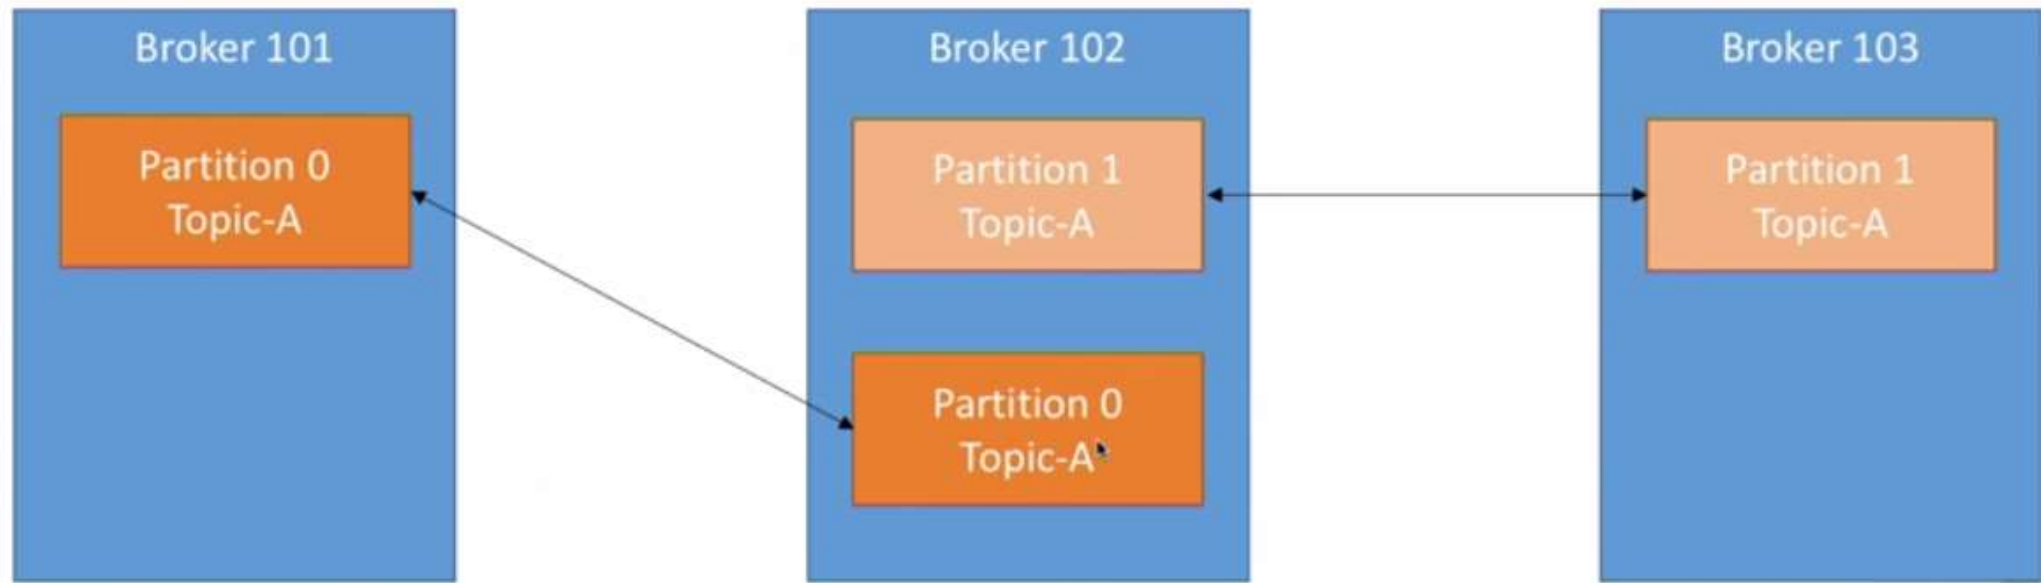 Broker 101
Partition 0
Topic-A
Broker 102
Partition 1
Topic-A
Partition 0
Topic-A
Broker 103
Partition 1
Topic-A